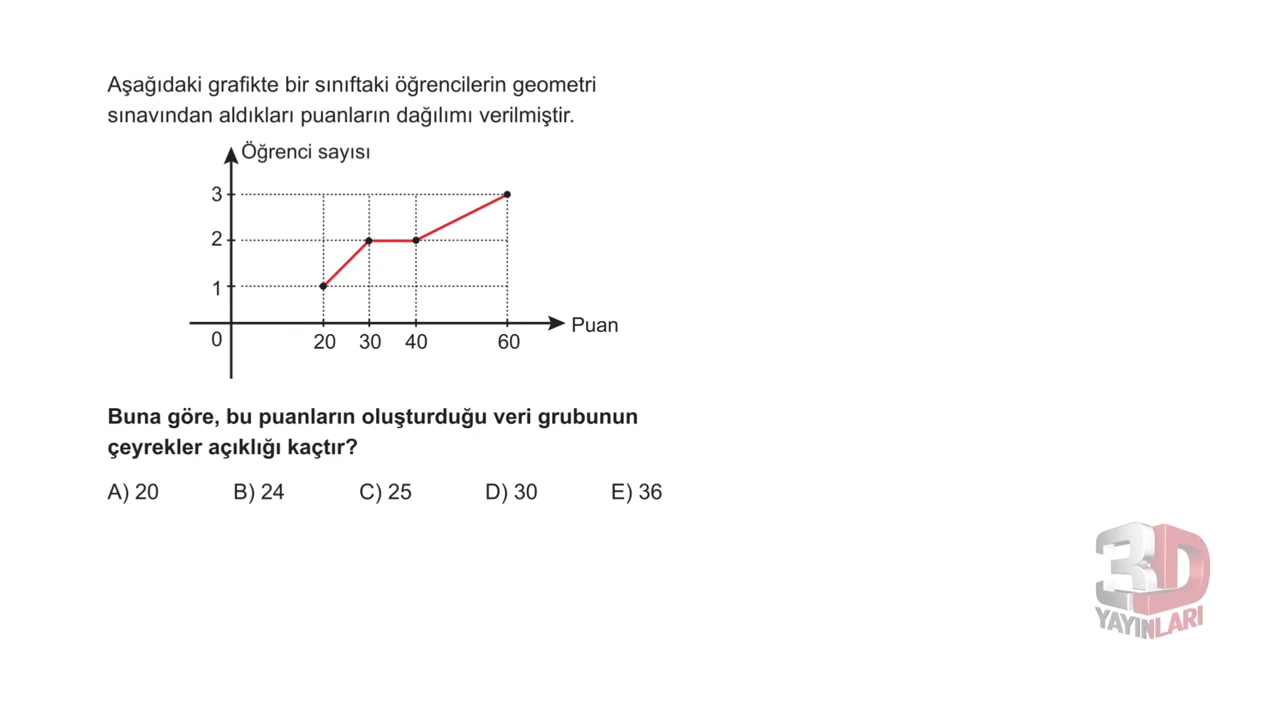 Aşağıdaki grafikte bir sınıftaki öğrencilerin geometri
sınavından aldıkları puanların dağılımı verilmiştir.
Öğrenci sayısı
3
2
1
0
20 30 40 60
Puan
Buna göre, bu puanların oluşturduğu veri grubunun
çeyrekler açıklığı kaçtır?
A) 20 B) 24 C) 25 D) 30 E) 36
3D
YAYINLARI